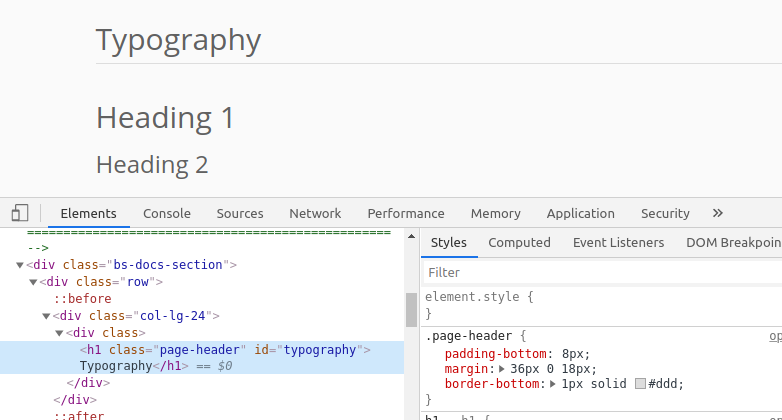 Typography
Heading 1
Heading 2
Elements Console Sources Network Performance Memory Application Security »
==================================================
-->
<div class="bs-docs-section">
<div class="row">
::before
<div class="col-lg-24">
<div class>
<h1 class="page-header" id="typography">
Typography</h1> == $0
</div>
</div>
::after
Styles Computed Event Listeners DOM Breakpoin
Filter
element.style {
}
.page-header { op
padding-bottom: 8px;
margin: 36px 0 18px;
border-bottom: 1px solid #ddd;
}